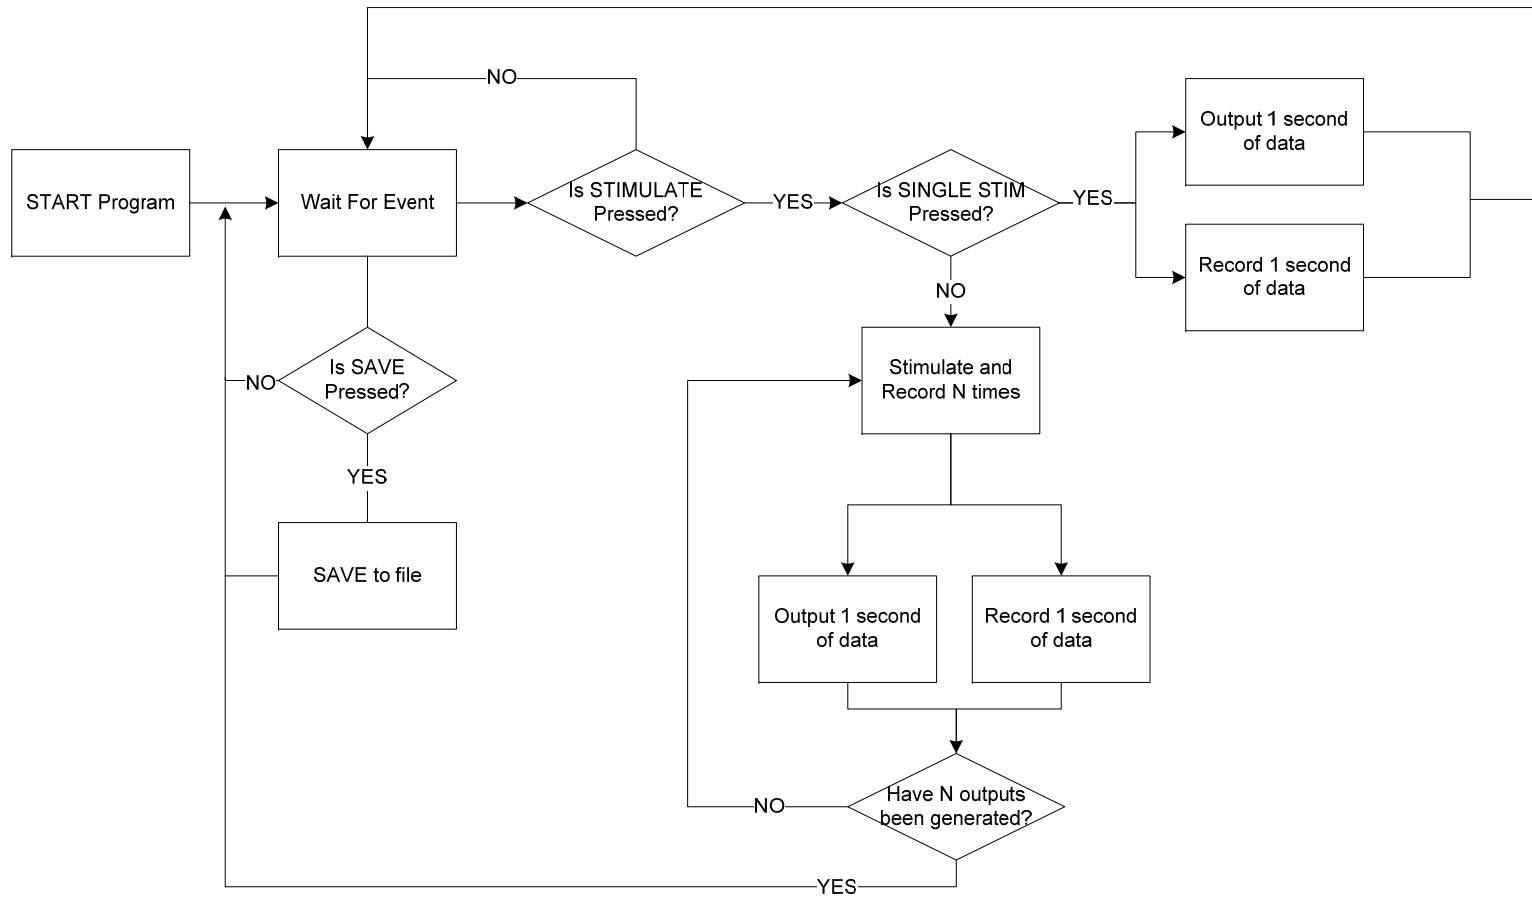 NO
Output 1 second
of data
START Program
Wait For Event
Is STIMULATE
Pressed?
YES
Is SINGLE STIM
Pressed?
YES
Record 1 second
of data
NO
Is SAVE
Pressed?
NO
Stimulate and
Record N times
YES
SAVE to file
Output 1 second
of data
Record 1 second
of data
Have N outputs
been generated?
NO
YES